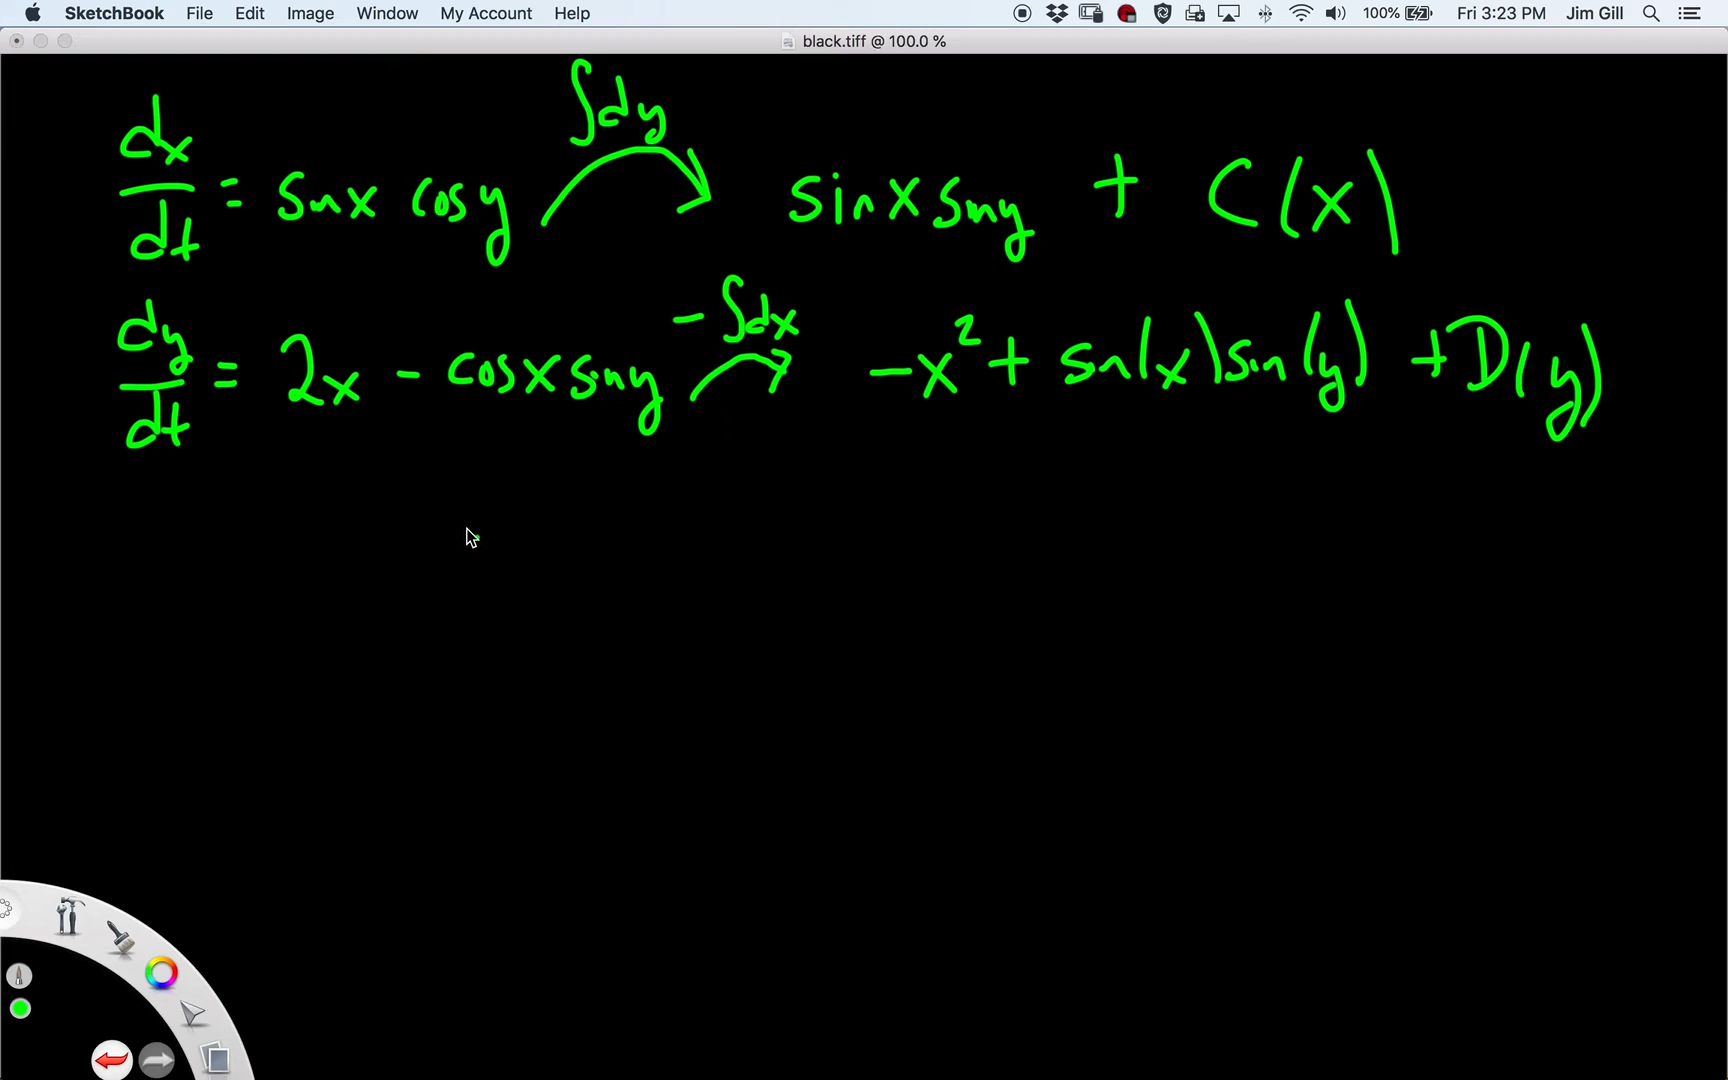 SketchBook File Edit Image Window My Account Help 100% Fri 3:23 PM Jim Gill
black.tiff @ 100.0 %
dx/dt = sinx cosy ∫dy sinx siny + C(x)
dy/dt = 2x - cosx siny -∫dx -x² + sin(x) sin(y) + D(y)